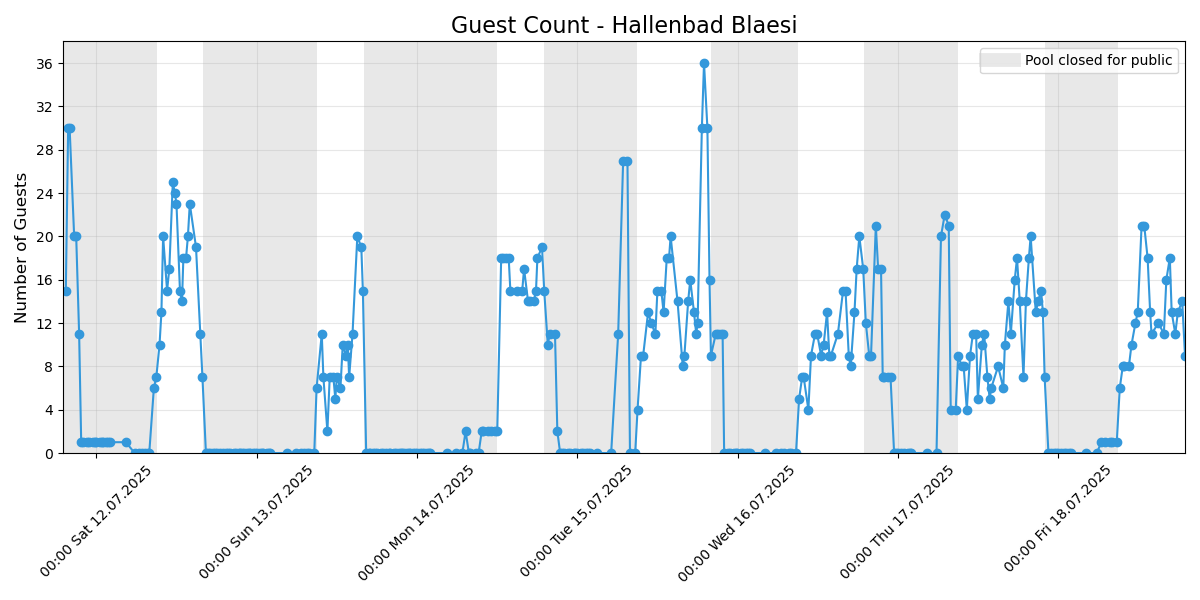 Guest Count - Hallenbad Blaesi
Pool closed for public
Number of Guests
36
32
28
24
20
16
12
8
4
0
00:00 Sat 12.07.2025
00:00 Sun 13.07.2025
00:00 Mon 14.07.2025
00:00 Tue 15.07.2025
00:00 Wed 16.07.2025
00:00 Thu 17.07.2025
00:00 Fri 18.07.2025